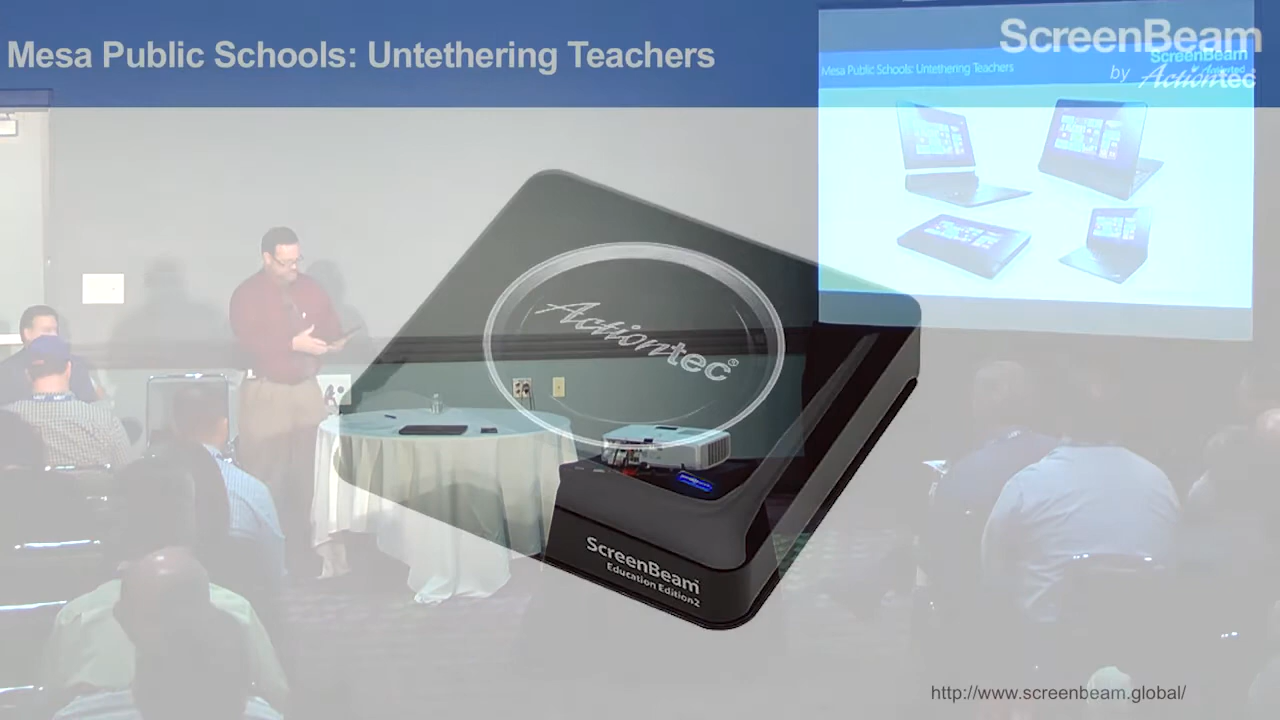 Mesa Public Schools: Untethering Teachers
ScreenBeam
by Actiontec
Mesa Public Schools: Untethering Teachers
ScreenBeam
Actiontec®
ScreenBeam™
Education Edition2
http://www.screenbeam.global/